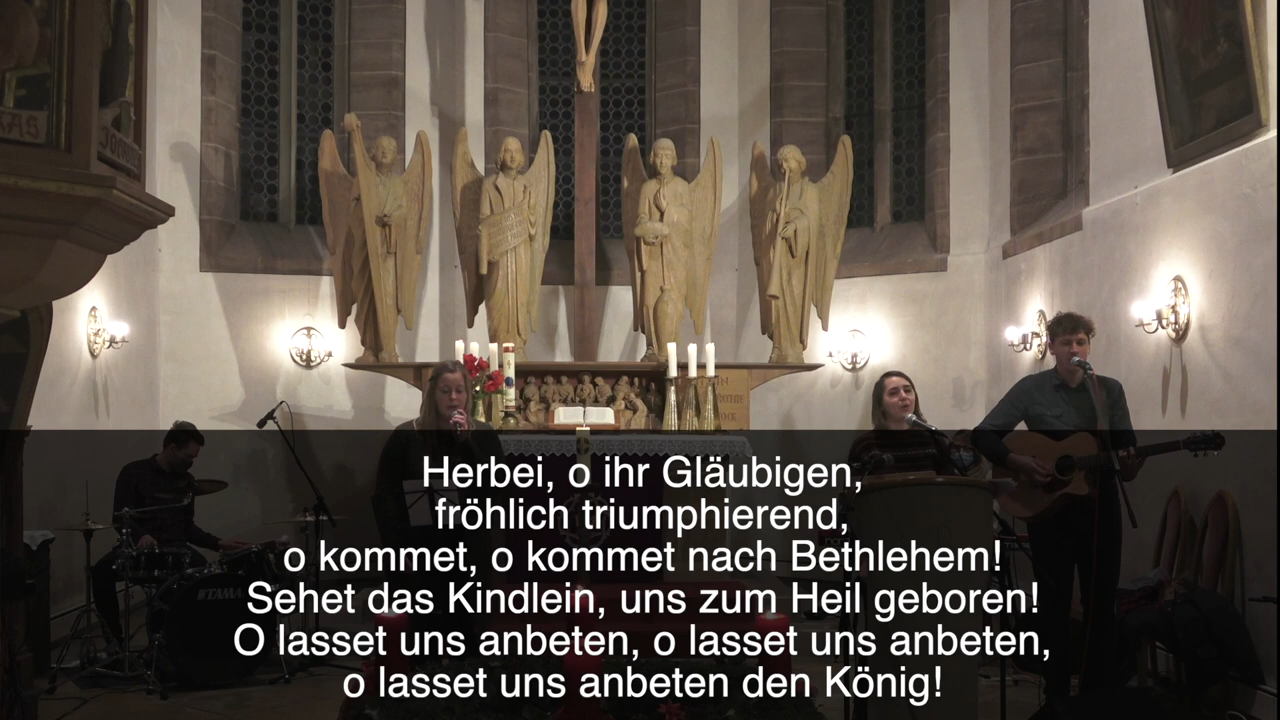 Herbei, o ihr Gläubigen,
fröhlich triumphierend,
o kommet, o kommet nach Bethlehem!
Sehet das Kindlein, uns zum Heil geboren!
O lasset uns anbeten, o lasset uns anbeten,
o lasset uns anbeten den König!
TAMA